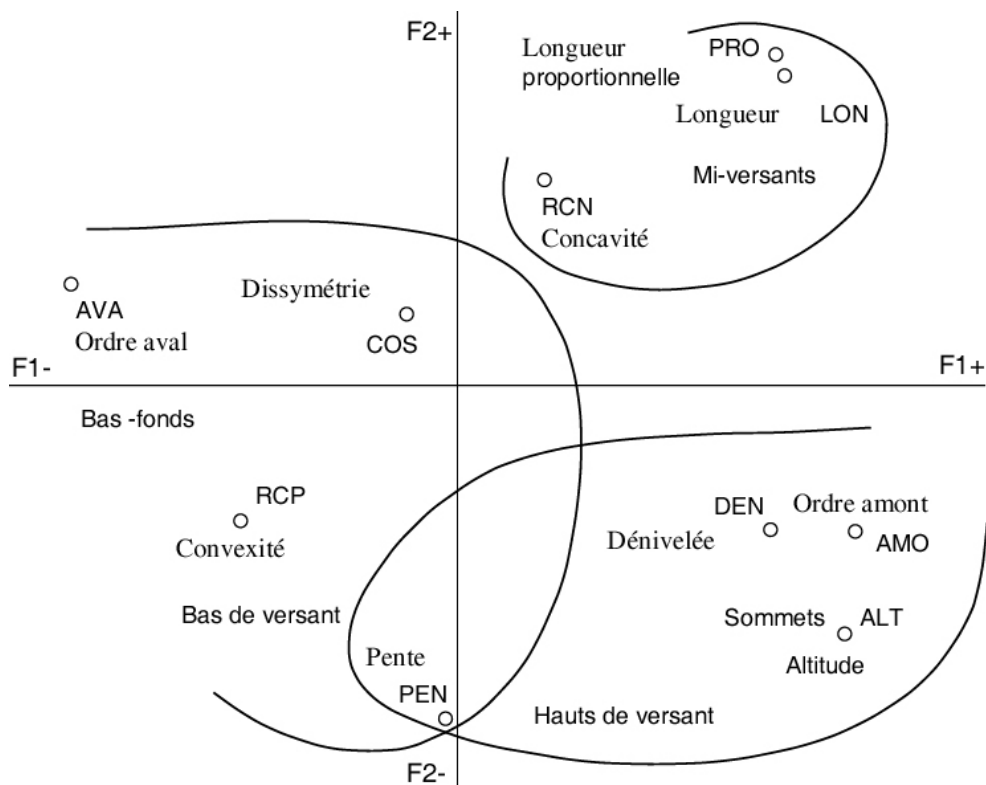 F2+
Longueur
proportionnelle
PRO
Longueur
LON
Mi-versants
RCN
Concavité
Dissymétrie
AVA
Ordre aval
COS
F1-
F1+
Bas -fonds
RCP
Convexité
DEN
Ordre amont
Dénivelée
AMO
Bas de versant
Sommets
ALT
Altitude
Pente
PEN
Hauts de versant
F2-